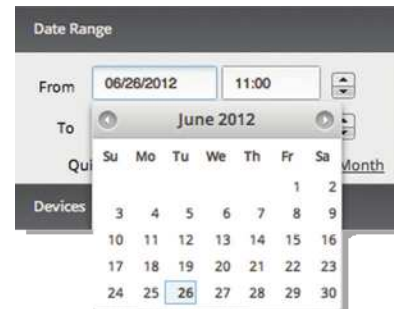 Date Range
From 06/26/2012 11:00
To
June 2012
Su Mo Tu We Th Fr Sa
Qui Month
1 2
Devices 3 4 5 6 7 8 9
10 11 12 13 14 15 16
17 18 19 20 21 22 23
24 25 26 27 28 29 30